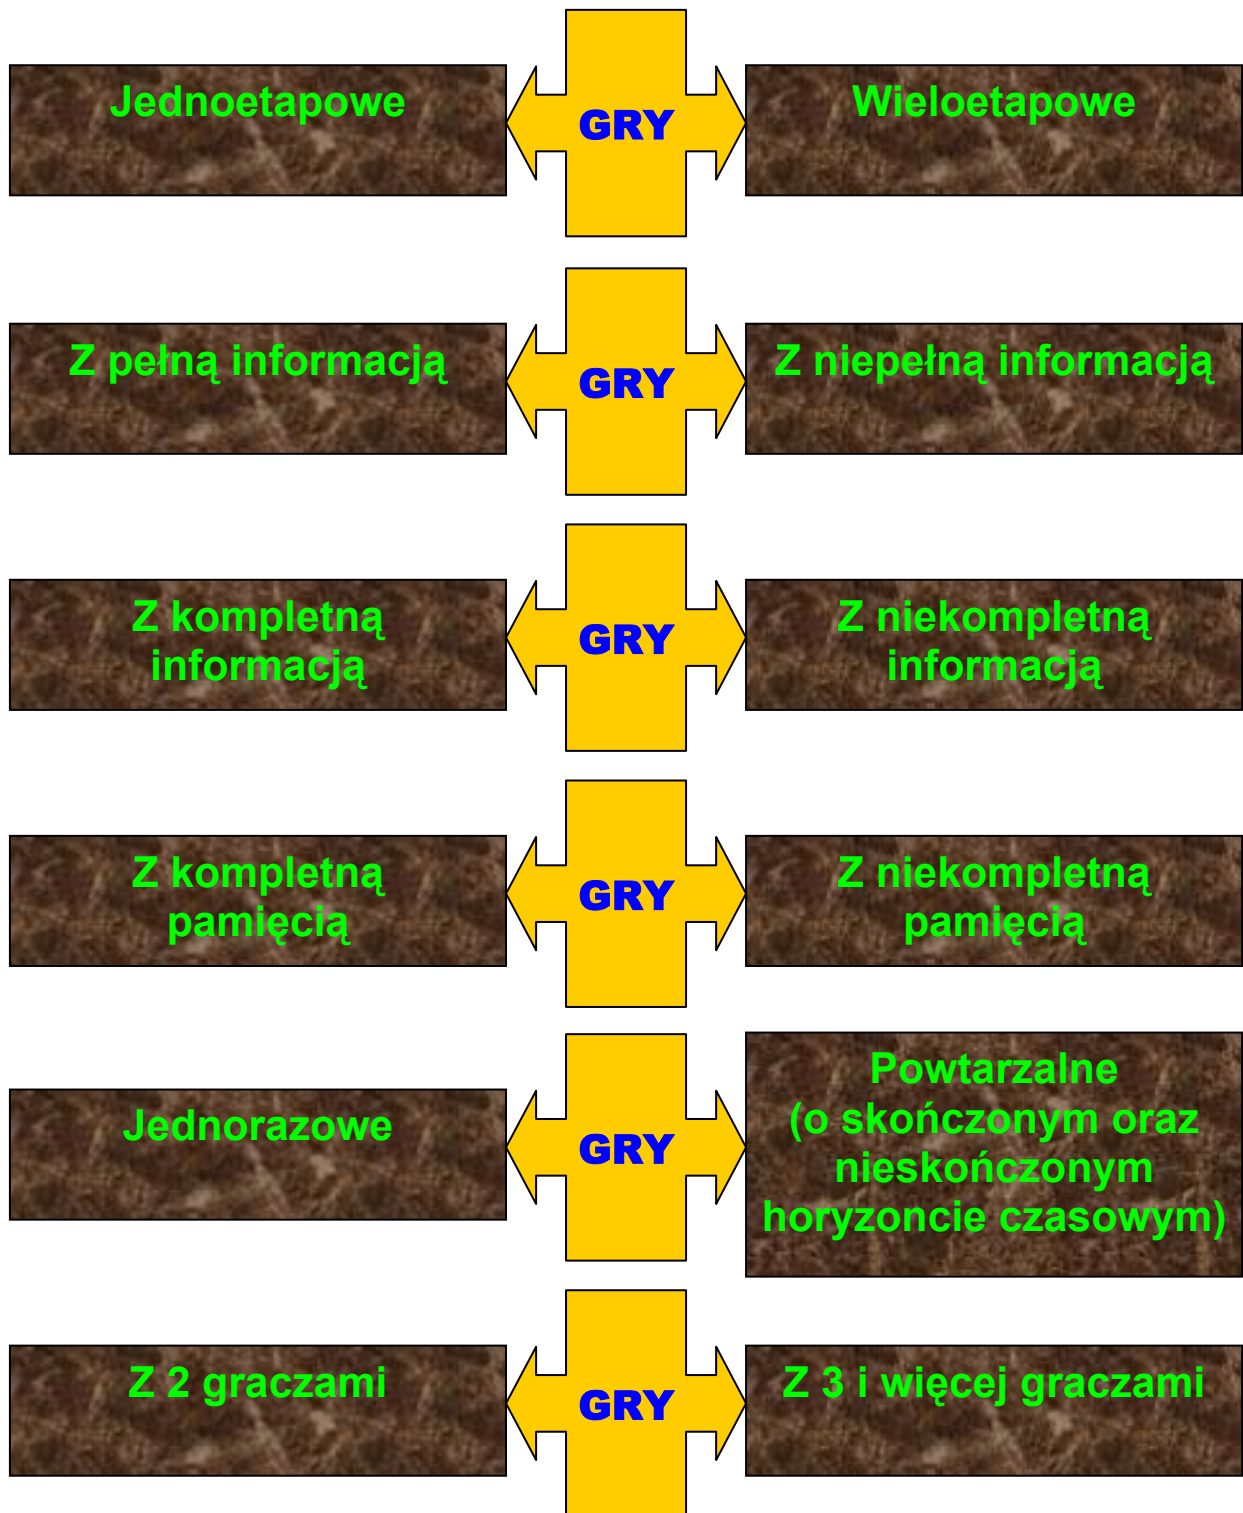 Jednoetapowe
GRY
Wieloetapowe
Z pełną informacją
GRY
Z niepełną informacją
Z kompletną
informacją
GRY
Z niekompletną
informacją
Z kompletną
pamięcią
GRY
Z niekompletną
pamięcią
Jednorazowe
GRY
Powtarzalne
(o skończonym oraz
nieskończonym
horyzoncie czasowym)
Z 2 graczami
GRY
Z 3 i więcej graczami